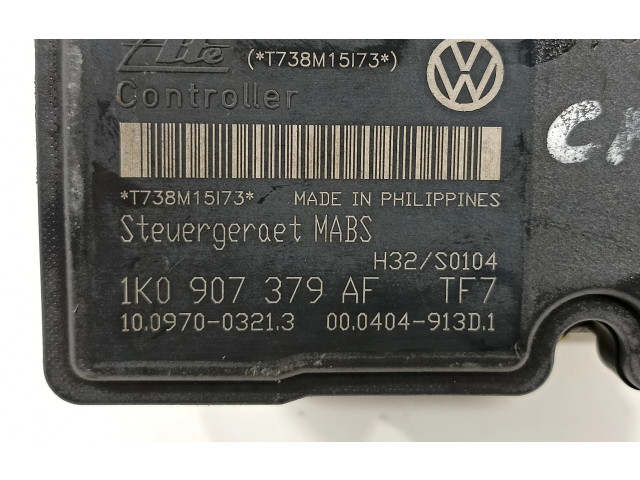 Ate (*T738M15I73*)
Controller
*T738M15I73* MADE IN PHILIPPINES
Steuergeraet MABS
H32/S0104
1K0 907 379 AF TF7
10.0970-0321.3 00.0404-913D.1